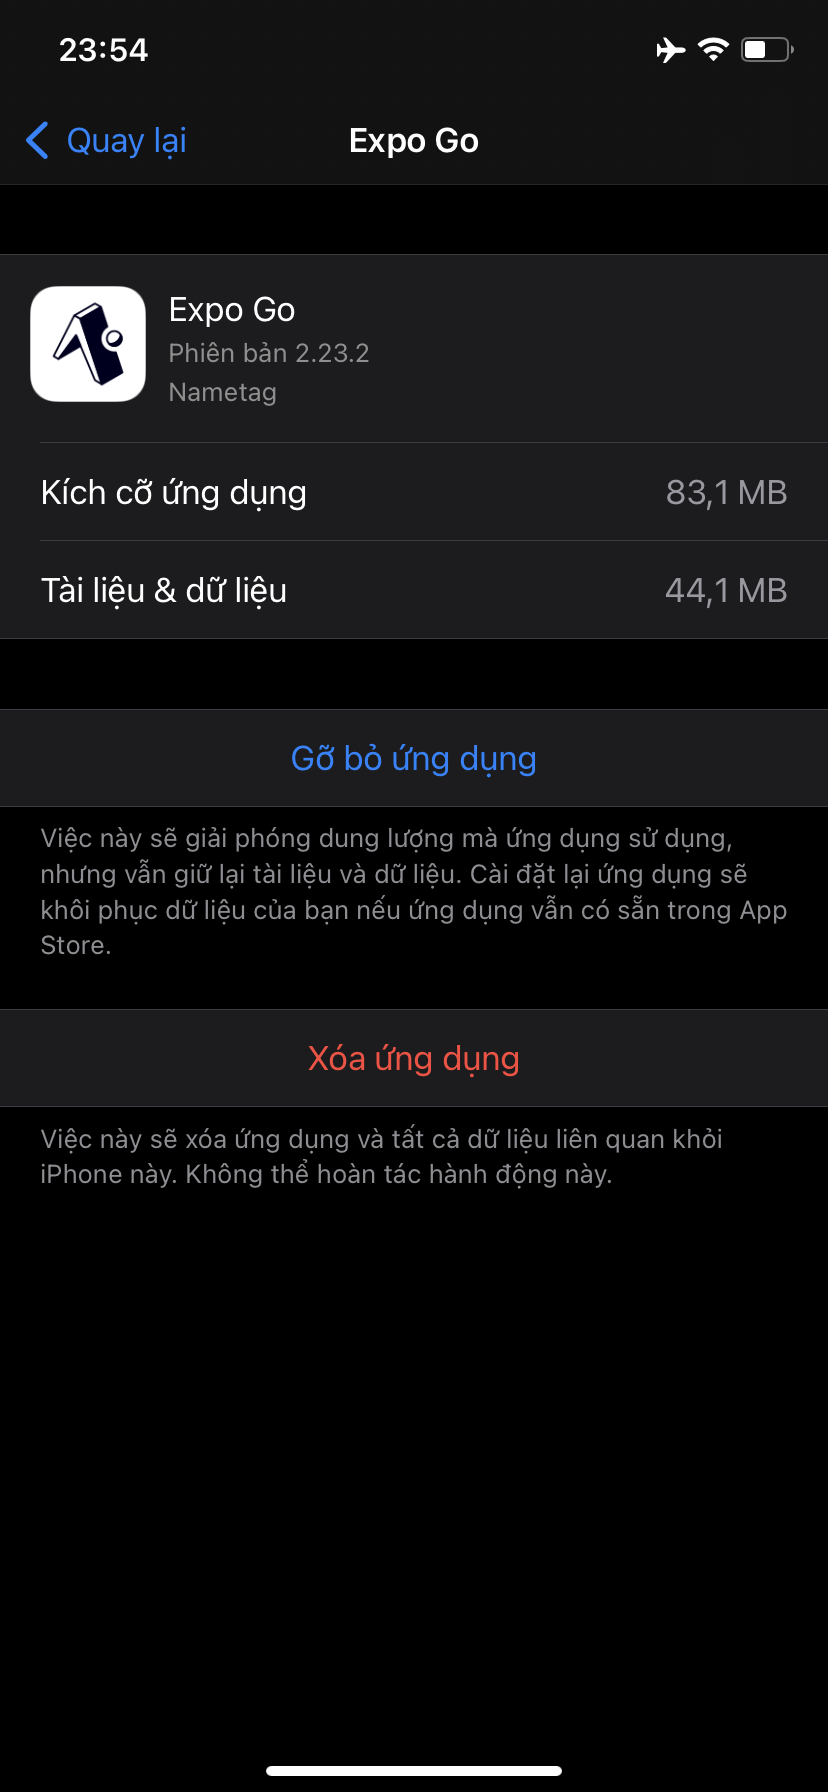 23:54
Quay lại
Expo Go
Expo Go
Phiên bản 2.23.2
Nametag
Kích cỡ ứng dụng 83,1 MB
Tài liệu & dữ liệu 44,1 MB
Gỡ bỏ ứng dụng
Việc này sẽ giải phóng dung lượng mà ứng dụng sử dụng,
nhưng vẫn giữ lại tài liệu và dữ liệu. Cài đặt lại ứng dụng sẽ
khôi phục dữ liệu của bạn nếu ứng dụng vẫn có sẵn trong App
Store.
Xóa ứng dụng
Việc này sẽ xóa ứng dụng và tất cả dữ liệu liên quan khỏi
iPhone này. Không thể hoàn tác hành động này.